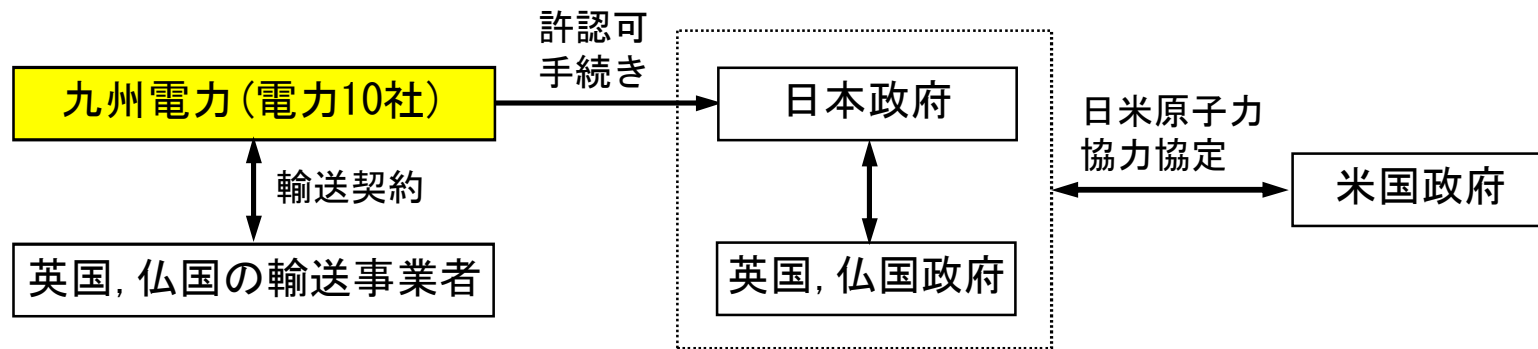 許認可
手続き
九州電力(電力10社)
日本政府
日米原子力
協力協定
米国政府
輸送契約
英国,仏国の輸送事業者
英国,仏国政府